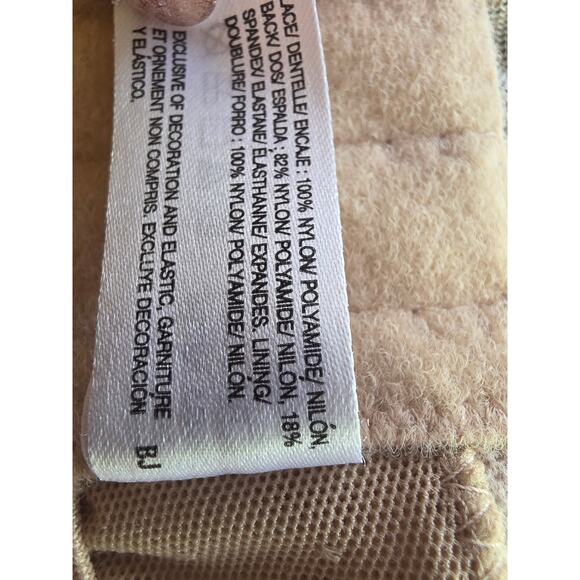 LACE/ DENTELLE/ ENCAJE : 100% NYLON/ POLYAMIDE/ NILÓN,
BACK/ DOS/ ESPALDA : 82% NYLON/ POLYAMIDE/ NILÓN, 18%
SPANDEX/ ELASTANE/ ÉLASTHANNE/ EXPANDES. LINING/
DOUBLURE/ FORRO : 100% NYLON/ POLYAMIDE/ NILÓN.
EXCLUSIVE OF DECORATION AND ELASTIC, GARNITURE
ET ORNEMENT NON COMPRIS. EXCLUYE DECORACIÓN
Y ELÁSTICO.
BJ